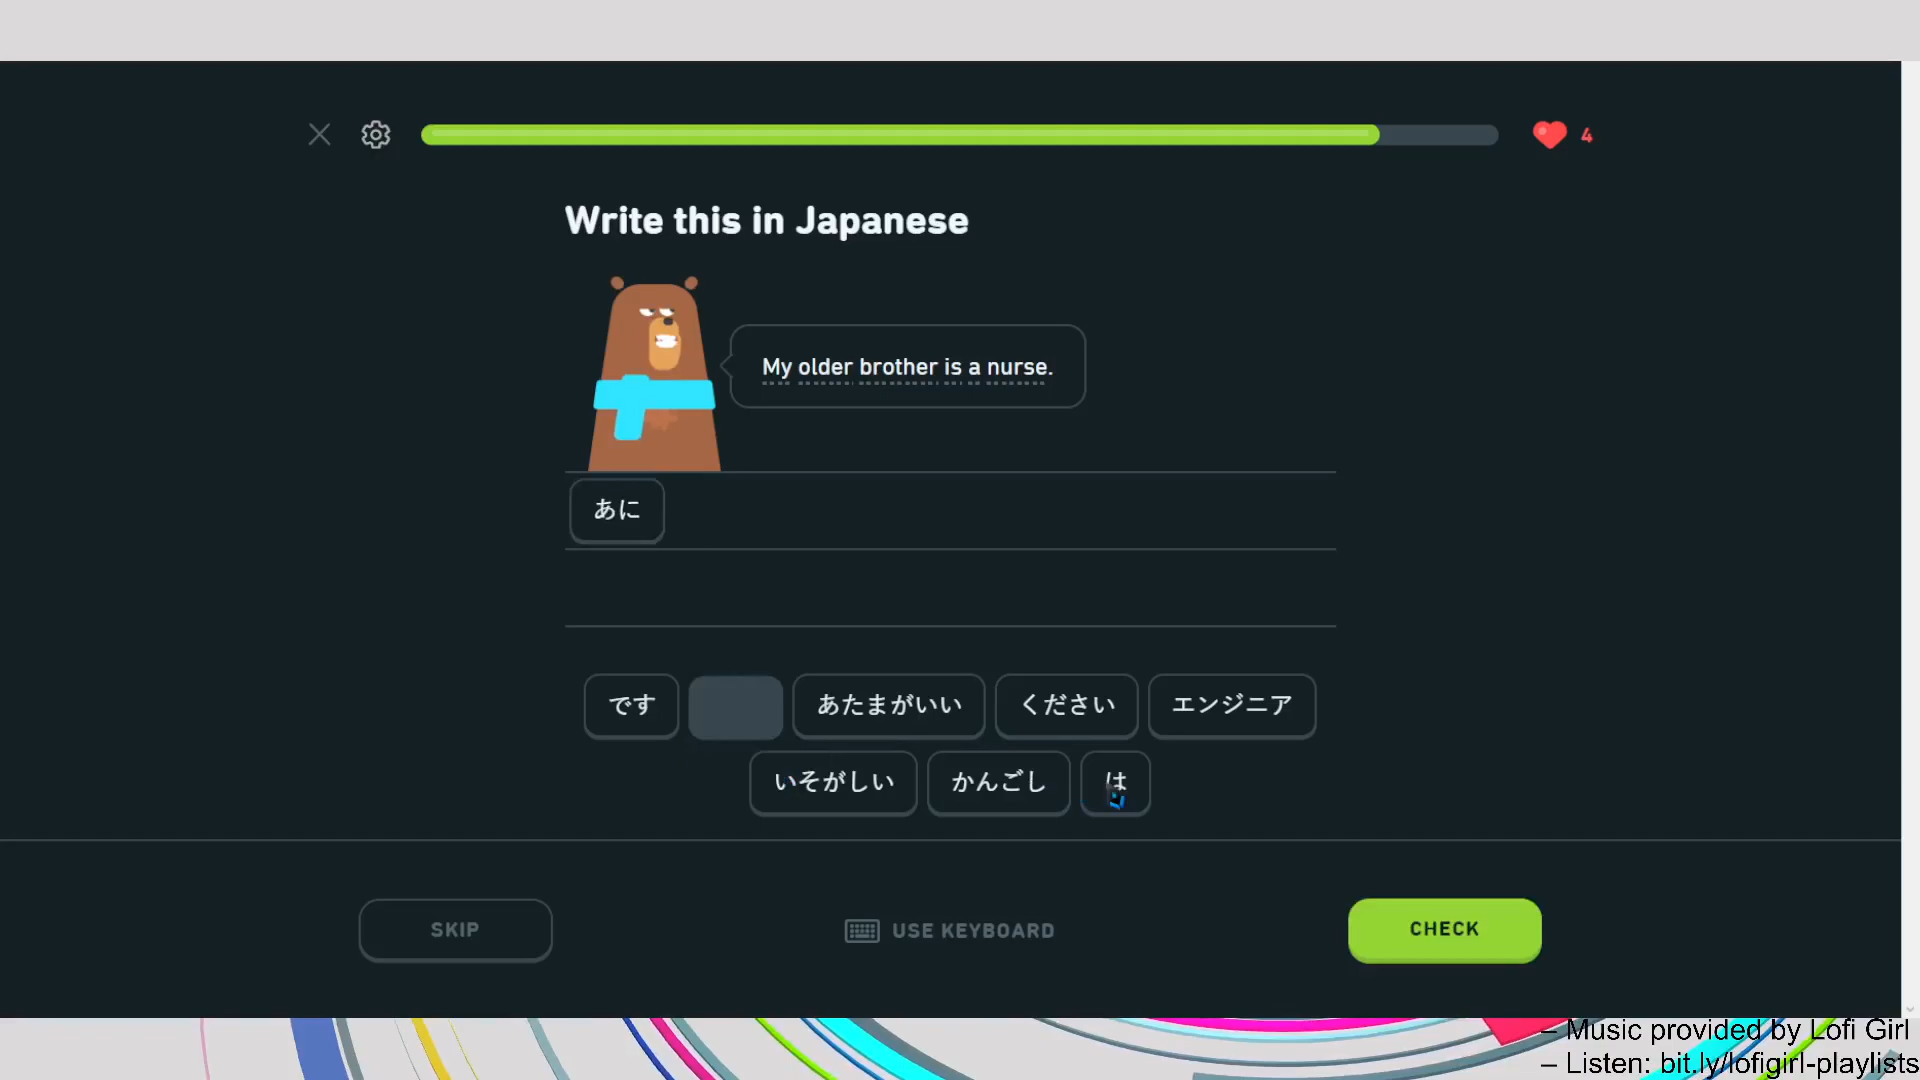 4
Write this in Japanese
My older brother is a nurse.
あに
です あたまがいい ください エンジニア
いそがしい かんごし は
SKIP USE KEYBOARD CHECK
– Music provided by Lofi Girl
– Listen: bit.ly/lofigirl-playlists